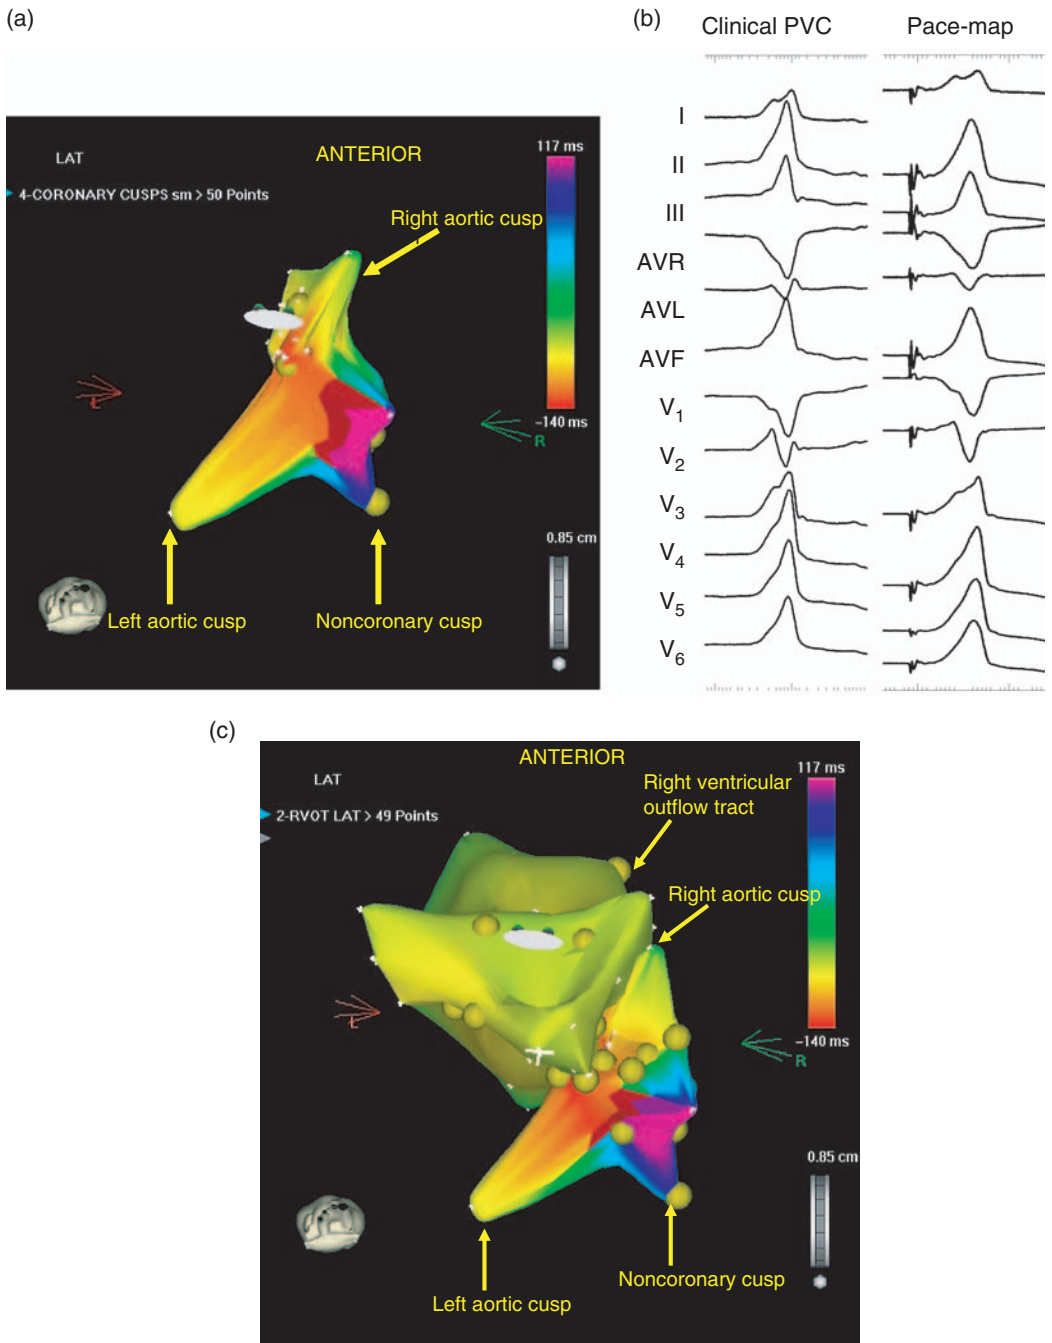 (a)
LAT
ANTERIOR
4-CORONARY CUSPS sm > 50 Points
117 ms
Right aortic cusp
-140 ms
L
R
0.85 cm
Left aortic cusp
Noncoronary cusp
(b)
Clinical PVC
Pace-map
I
II
III
AVR
AVL
AVF
V1
V2
V3
V4
V5
V6
(c)
ANTERIOR
LAT
2-RVOT LAT > 49 Points
117 ms
Right ventricular
outflow tract
Right aortic cusp
-140 ms
L
R
0.85 cm
Noncoronary cusp
Left aortic cusp